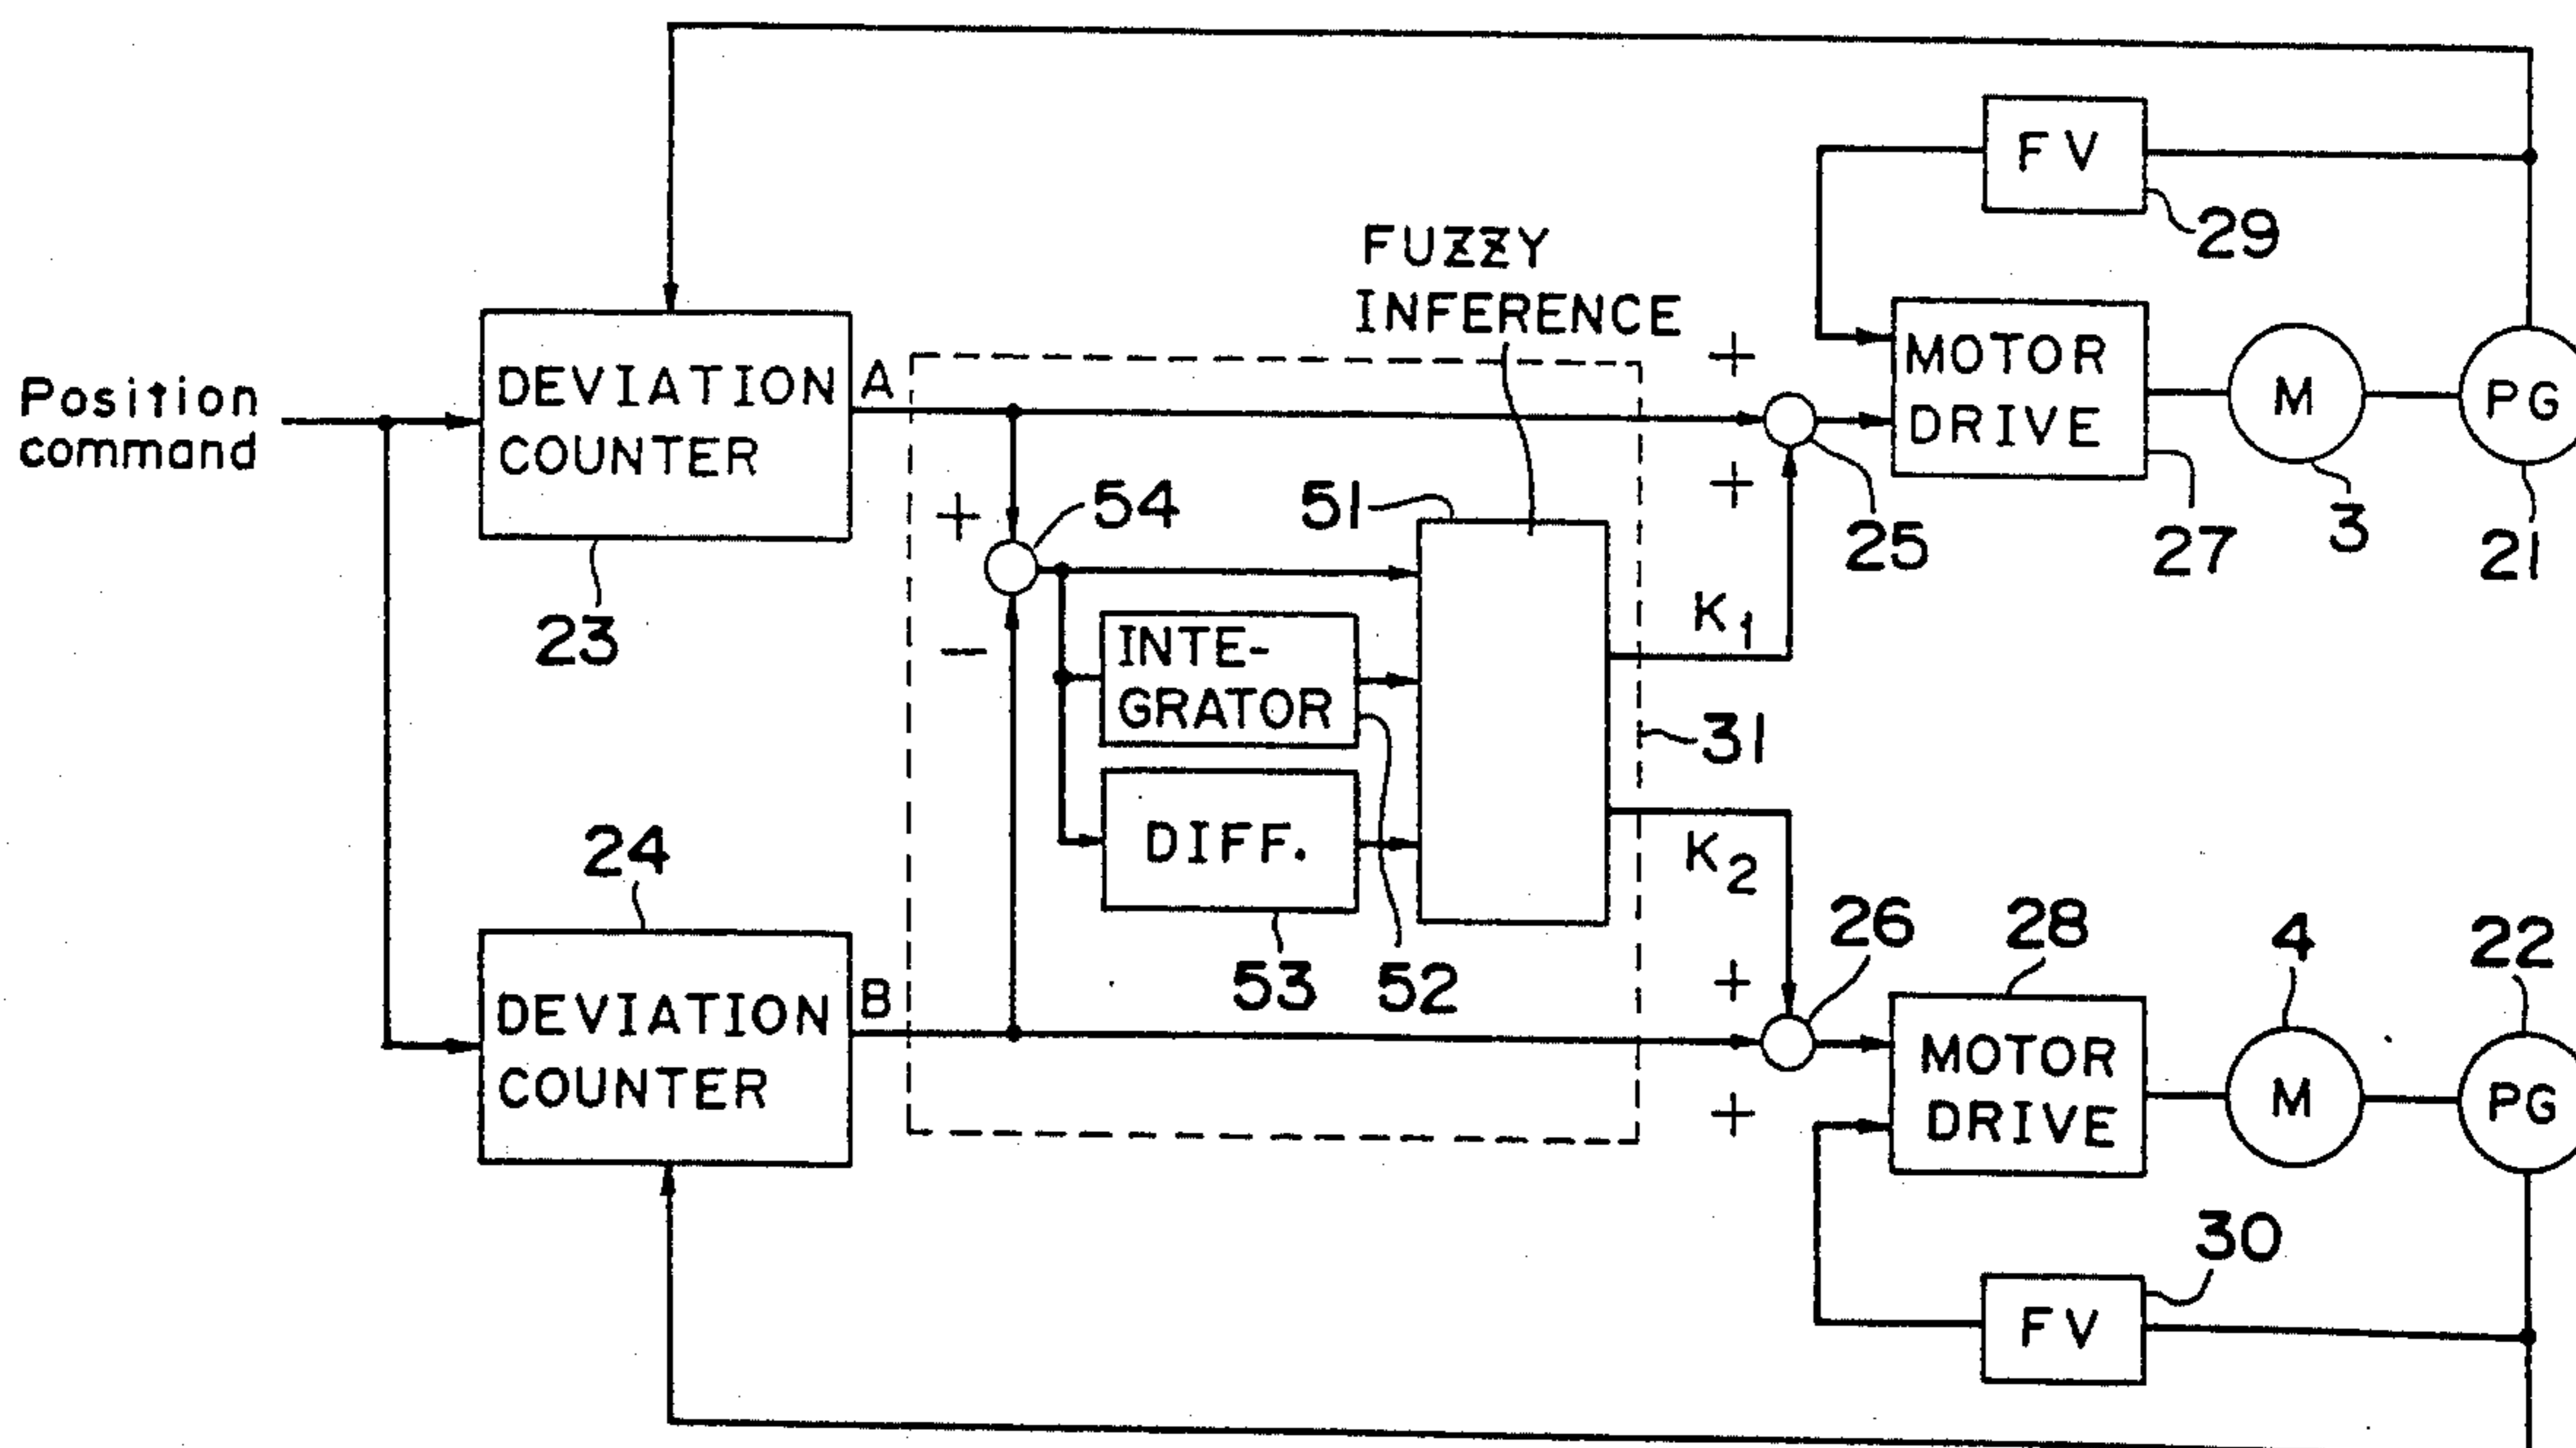 FV
29
FUZZY
INFERENCE
Position
command
DEVIATION
COUNTER
A
+
+
MOTOR
DRIVE
M
PG
25
27
3
21
23
+
−
54
51
INTE-
GRATOR
DIFF.
53
52
K1
31
K2
24
DEVIATION
COUNTER
B
+
+
26
28
4
22
MOTOR
DRIVE
M
PG
30
FV